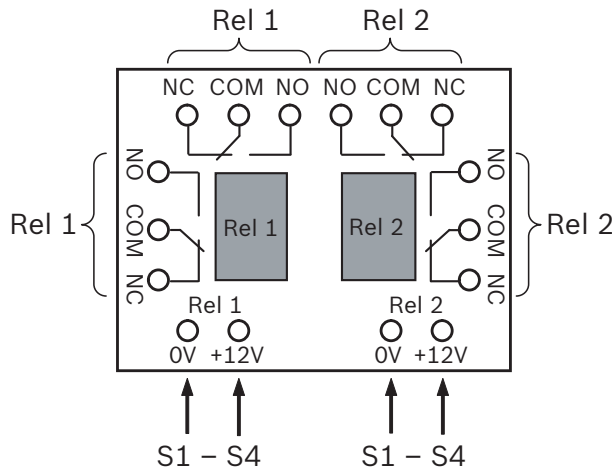 Rel 1 Rel 2
NC COM NO NO COM NC
NO NO
Rel 1 COM Rel 1 Rel 2 COM Rel 2
NC NC
Rel 1 Rel 2
0V +12V 0V +12V
S1 – S4 S1 – S4